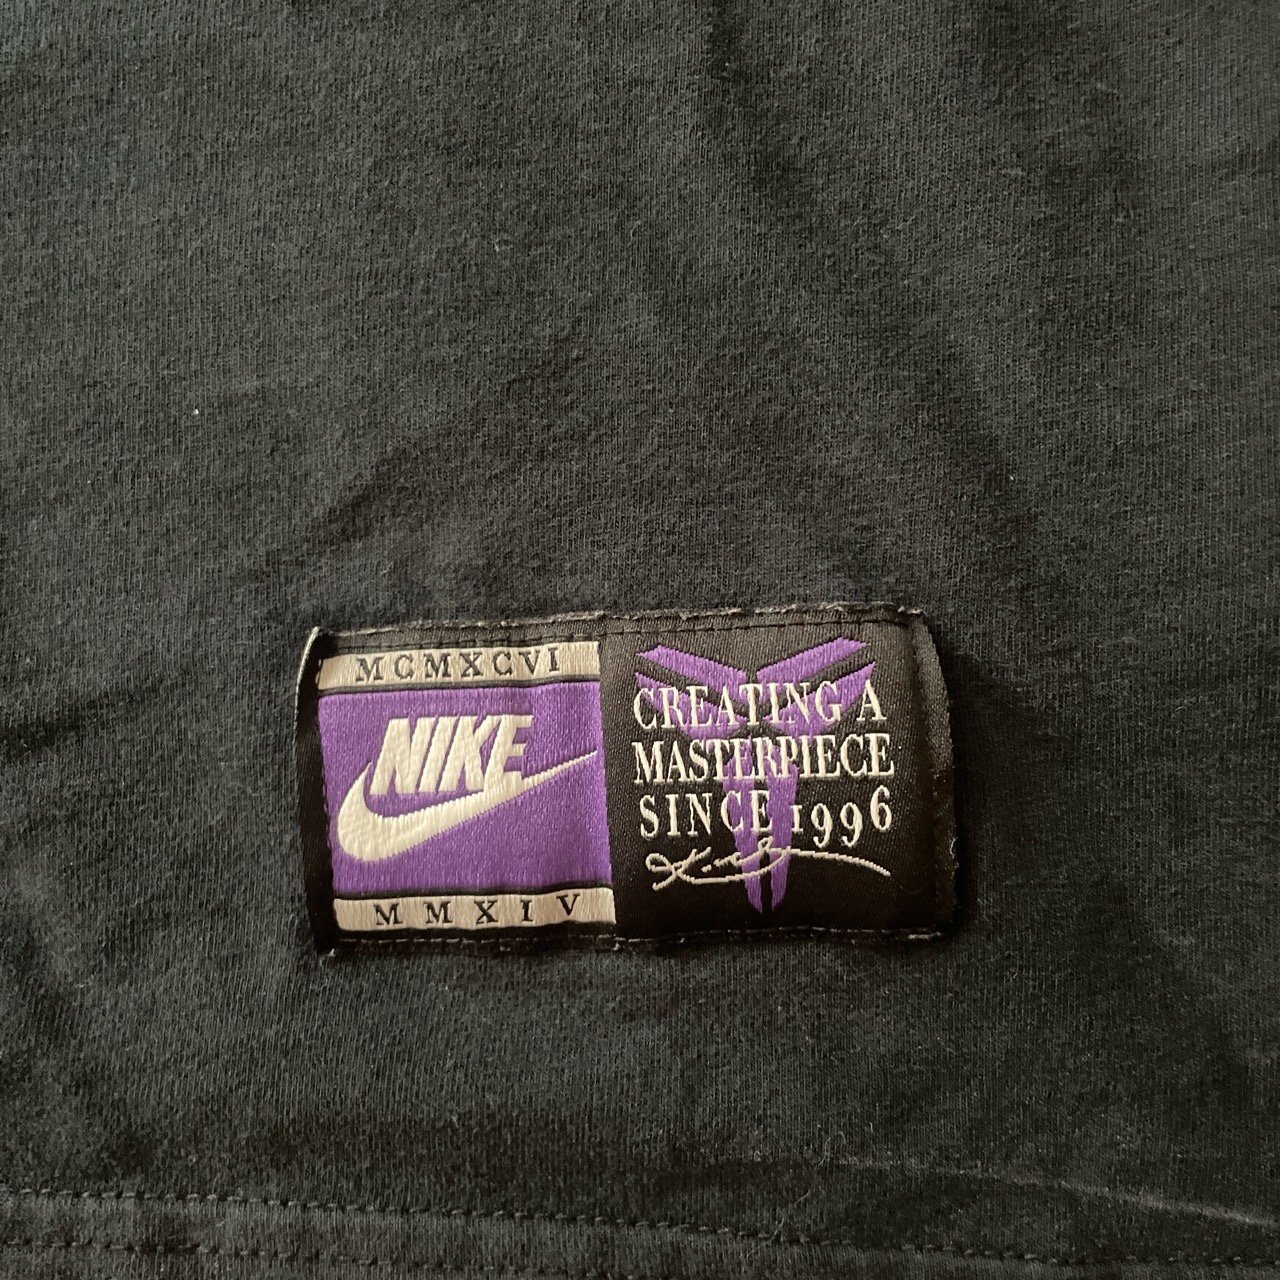 MCMXCVI
NIKE
MMXIV
CREATING A
MASTERPIECE
SINCE 1996